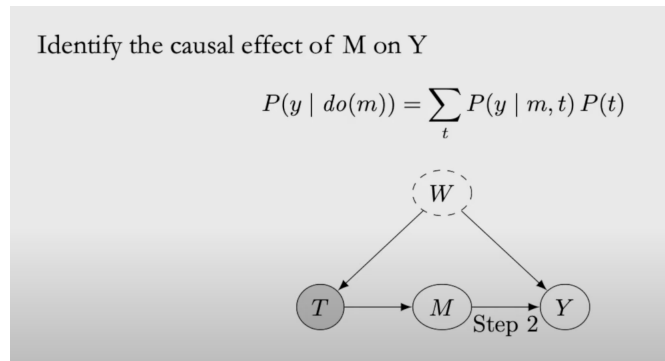 Identify the causal effect of M on Y
P(y | do(m)) = ∑ P(y | m, t) P(t)
t
W
T
M
Y
Step 2